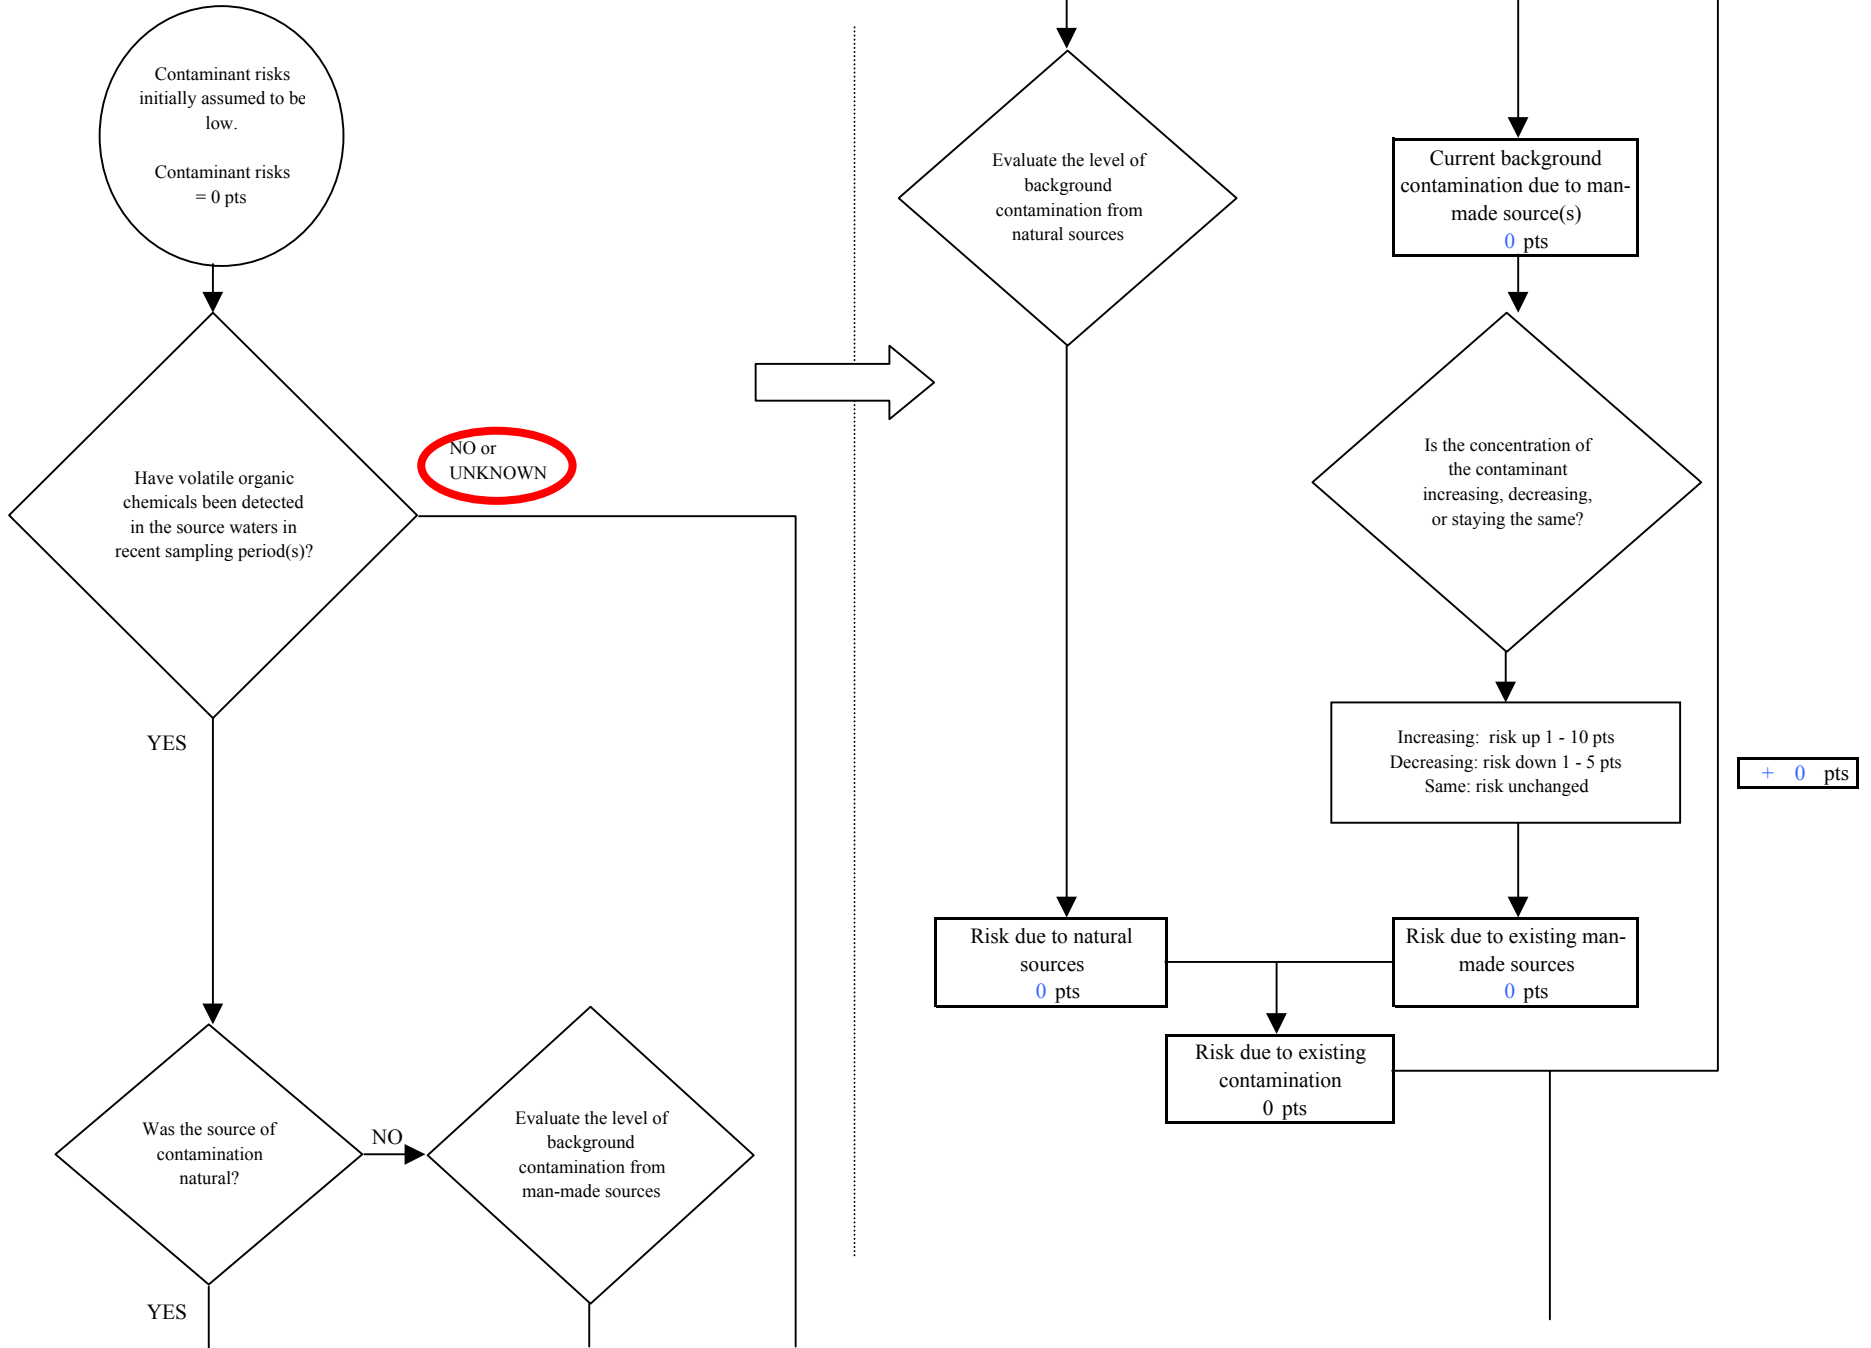 Contaminant risks
initially assumed to be
low.
Contaminant risks
= 0 pts
Have volatile organic
chemicals been detected
in the source waters in
recent sampling period(s)?
NO or
UNKNOWN
YES
Was the source of
contamination
natural?
NO
YES
Evaluate the level of
background
contamination from
man-made sources
Evaluate the level of
background
contamination from
natural sources
Current background
contamination due to man-
made source(s)
0 pts
Is the concentration of
the contaminant
increasing, decreasing,
or staying the same?
Increasing: risk up 1 - 10 pts
Decreasing: risk down 1 - 5 pts
Same: risk unchanged
+ 0 pts
Risk due to natural
sources
0 pts
Risk due to existing man-
made sources
0 pts
Risk due to existing
contamination
0 pts